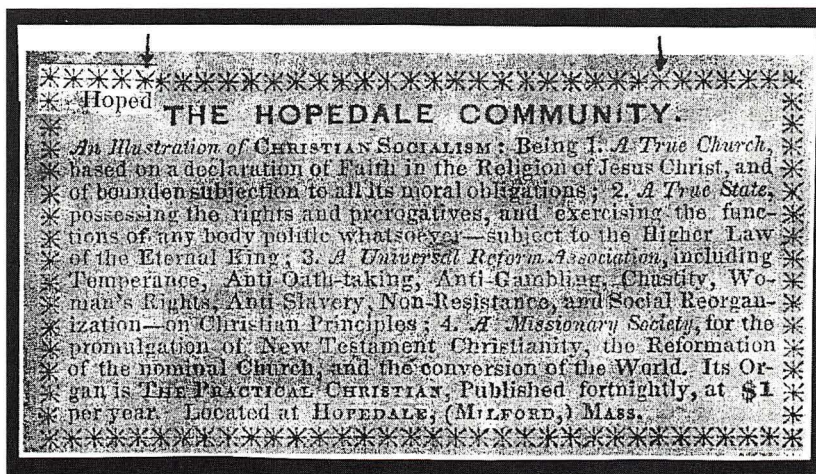 Hoped
THE HOPEDALE COMMUNITY.
An Illustration of CHRISTIAN SOCIALISM: Being 1. A True Church,
based on a declaration of Faith in the Religion of Jesus Christ, and
of bounden subjection to all its moral obligations; 2. A True State,
possessing the rights and prerogatives, and exercising the func-
tions of any body politic whatsoever—subject to the Higher Law
of the Eternal King; 3. A Universal Reform Association, including
Temperance, Anti-Oath-taking, Anti-Gambling, Chastity, Wo-
man's Rights, Anti-Slavery, Non-Resistance, and Social Reorgan-
ization—on Christian Principles; 4. A Missionary Society, for the
promulgation of New Testament Christianity, the Reformation
of the nominal Church, and the conversion of the World. Its Or-
gan is THE PRACTICAL CHRISTIAN, Published fortnightly, at $1
per year. Located at HOPEDALE, (MILFORD,) MASS.